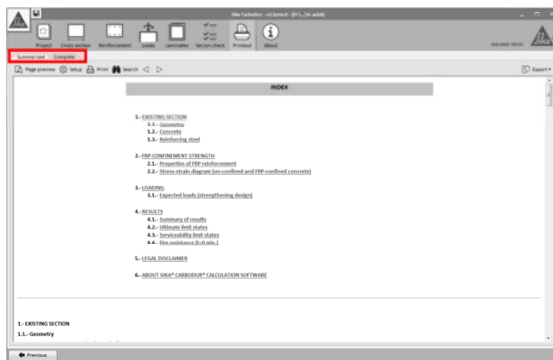 Sika CarboDur
Project
Cross section
Reinforcement
Loads
Laminates
Section check
Printout
About
BUILDING TRUST
Summarized
Complete
Page preview
Setup
Print
Search
Export
INDEX
1.- EXISTING SECTION
1.1.- Geometry
1.2.- Concrete
1.3.- Reinforcing steel
2.- FRP-CONFINEMENT STRENGTH
2.1.- Properties of FRP reinforcement
2.2.- Stress-strain diagram (un-confined and FRP-confined concrete)
3.- LOADING
3.1.- Expected loads (strengthening design)
4.- RESULTS
4.1.- Summary of results
4.2.- Ultimate limit states
4.3.- Serviceability limit states
4.4.- Fire resistance (t=0 min.)
5.- LEGAL DISCLAIMER
6.- ABOUT SIKA® CARBODUR® CALCULATION SOFTWARE
1.- EXISTING SECTION
1.1.- Geometry
Previous